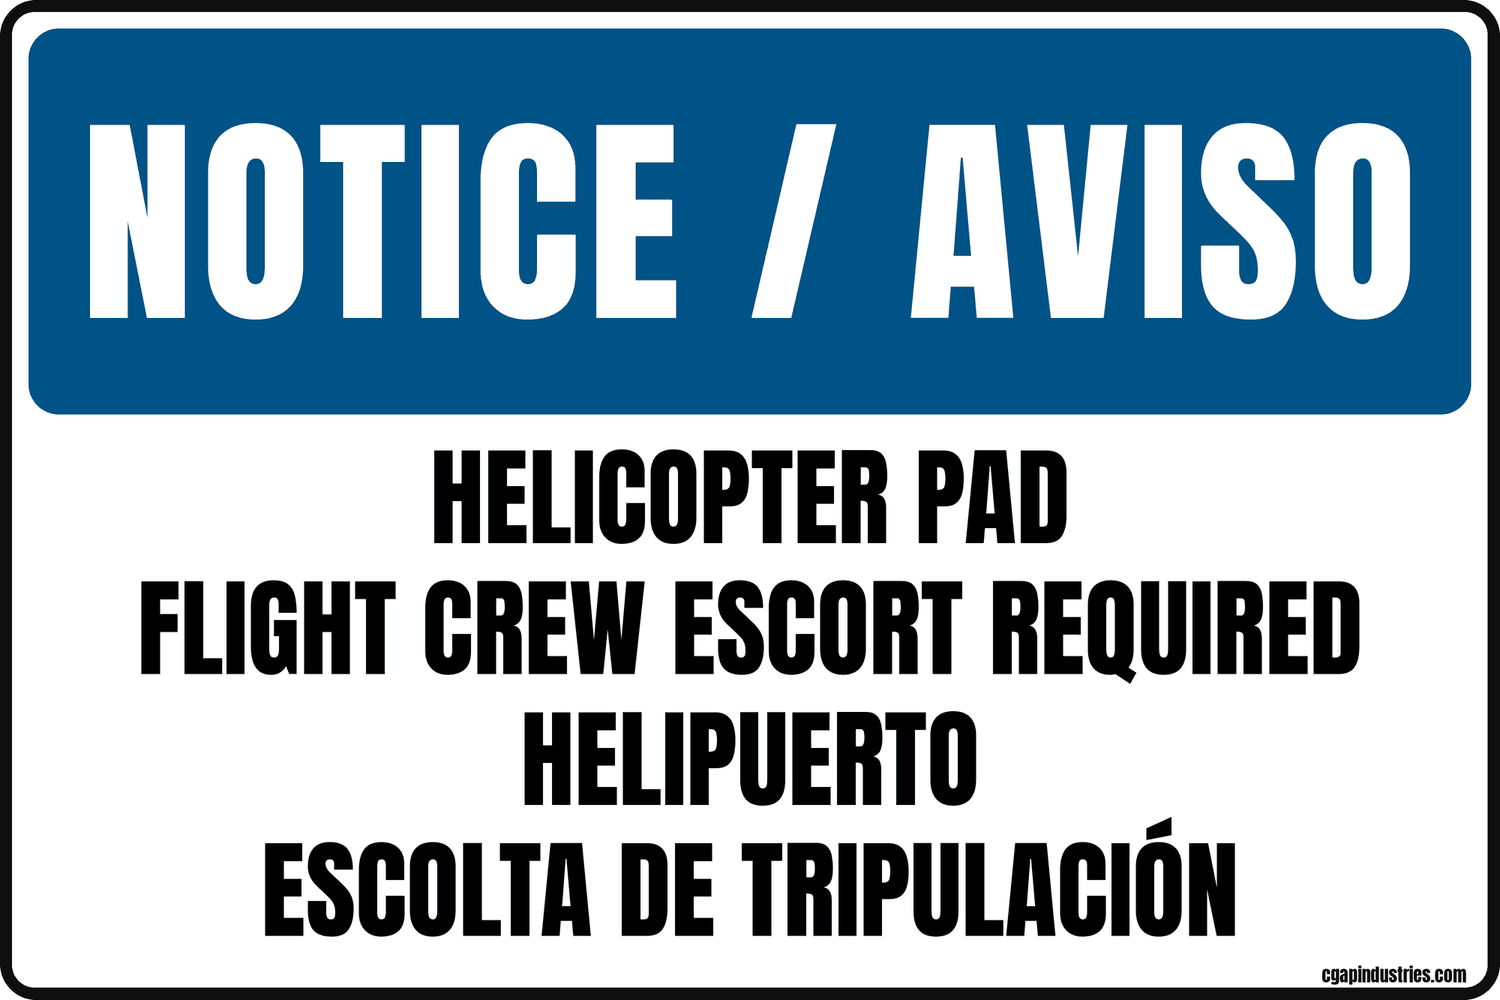 NOTICE / AVISO
HELICOPTER PAD
FLIGHT CREW ESCORT REQUIRED
HELIPUERTO
ESCOLTA DE TRIPULACIÓN
cgapindustries.com